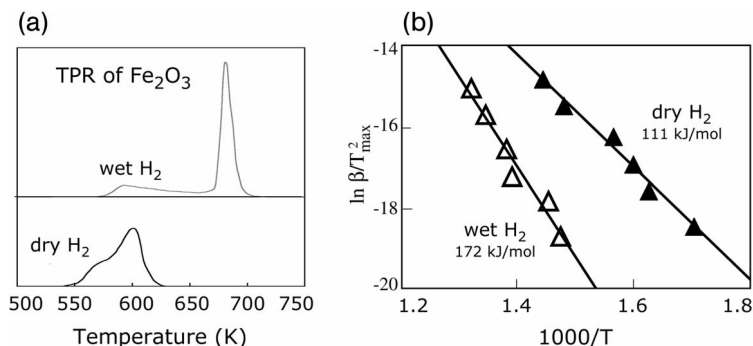 (a)
TPR of Fe2O3
wet H2
dry H2
500 550 600 650 700 750
Temperature (K)
(b)
ln β/T²max
-14
-16
-18
-20
dry H2
111 kJ/mol
wet H2
172 kJ/mol
1.2 1.4 1.6 1.8
1000/T